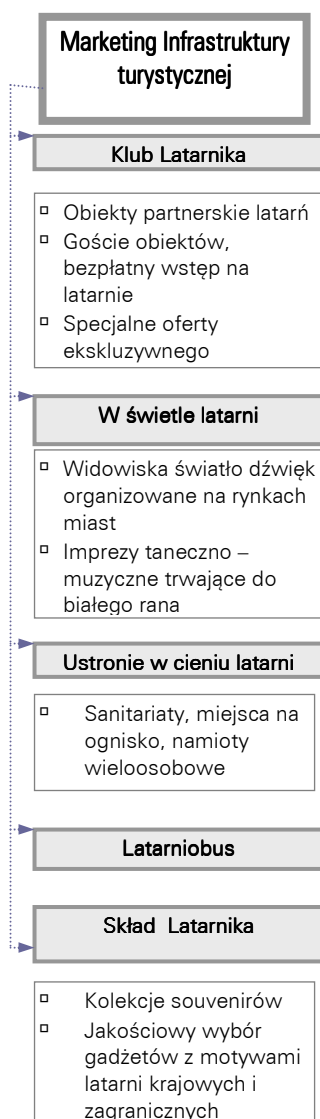 Marketing Infrastruktury
turystycznej
Klub Latarnika
Obiekty partnerskie latarń
Goście obiektów,
bezpłatny wstęp na
latarnie
Specjalne oferty
ekskluzywnego
W świetle latarni
Widowiska światło dźwięk
organizowane na rynkach
miast
Imprezy taneczno –
muzyczne trwające do
białego rana
Ustronie w cieniu latarni
Sanitariaty, miejsca na
ognisko, namioty
wieloosobowe
Latarniobus
Skład Latarnika
Kolekcje souvenirów
Jakościowy wybór
gadżetów z motywami
latarni krajowych i
zagranicznych